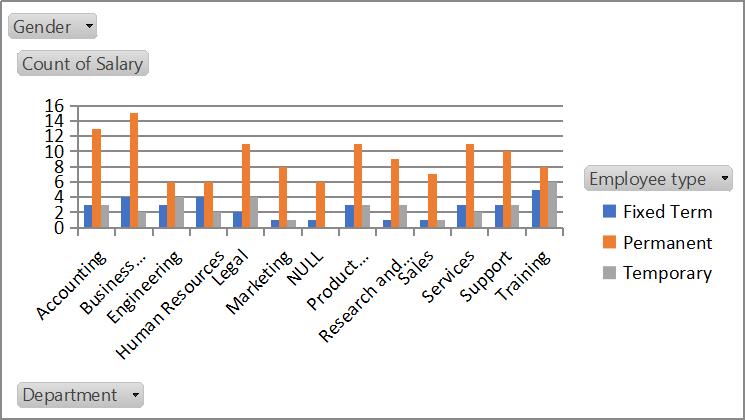 Gender
Count of Salary
16
14
12
10
8
6
4
2
0
Accounting
Business...
Engineering
Human Resources
Legal
Marketing
NULL
Product...
Research and...
Sales
Services
Support
Training
Employee type
Fixed Term
Permanent
Temporary
Department